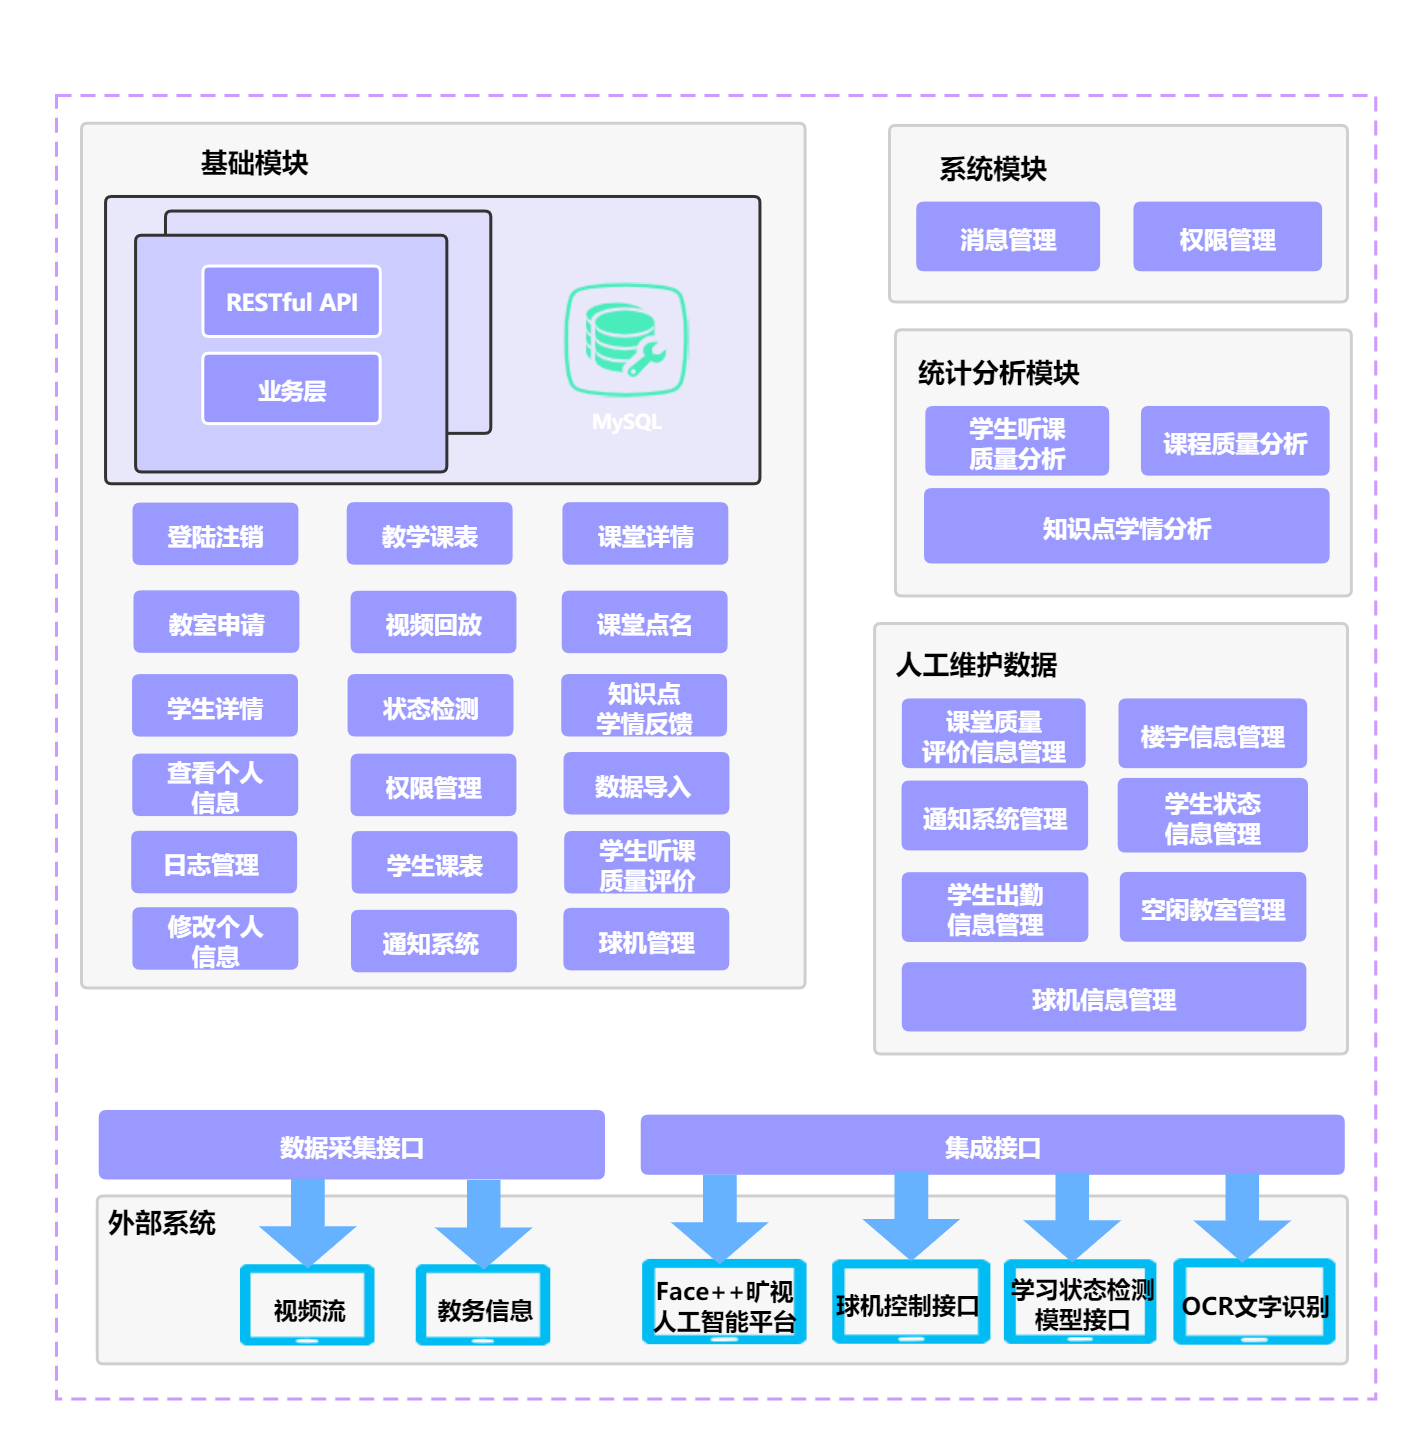 基础模块
RESTful API
业务层
MySQL
登陆注销
教学课表
课堂详情
教室申请
视频回放
课堂点名
学生详情
状态检测
知识点
学情反馈
查看个人
信息
权限管理
数据导入
日志管理
学生课表
学生听课
质量评价
修改个人
信息
通知系统
球机管理
系统模块
消息管理
权限管理
统计分析模块
学生听课
质量分析
课程质量分析
知识点学情分析
人工维护数据
课堂质量
评价信息管理
楼宇信息管理
通知系统管理
学生状态
信息管理
学生出勤
信息管理
空闲教室管理
球机信息管理
数据采集接口
集成接口
外部系统
视频流
教务信息
Face++旷视
人工智能平台
球机控制接口
学习状态检测
模型接口
OCR文字识别